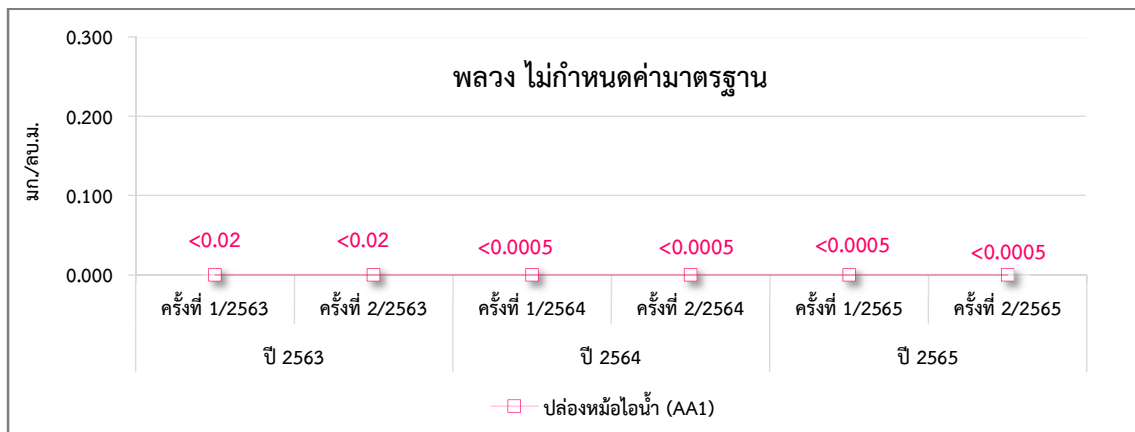 พลวง ไม่กำหนดค่ามาตรฐาน
มก./ลบ.ม.
0.300
0.200
0.100
0.000
<0.02 <0.02 <0.0005 <0.0005 <0.0005 <0.0005
ครั้งที่ 1/2563 ครั้งที่ 2/2563 ครั้งที่ 1/2564 ครั้งที่ 2/2564 ครั้งที่ 1/2565 ครั้งที่ 2/2565
ปี 2563 ปี 2564 ปี 2565
ปล่องหม้อไอน้ำ (AA1)